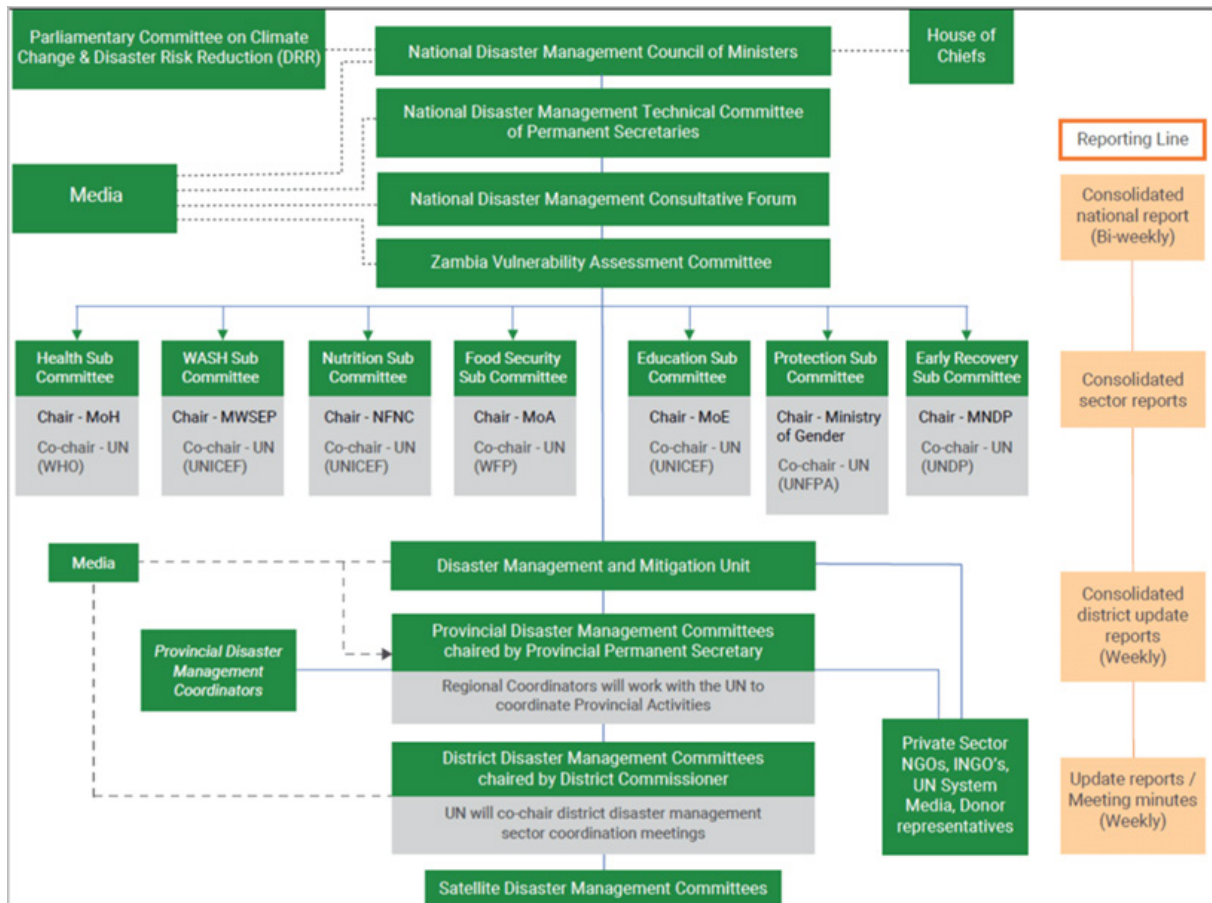 Parliamentary Committee on Climate
Change & Disaster Risk Reduction (DRR)
National Disaster Management Council of Ministers
House of
Chiefs
National Disaster Management Technical Committee
of Permanent Secretaries
Media
National Disaster Management Consultative Forum
Zambia Vulnerability Assessment Committee
Health Sub
Committee
Chair - MoH
Co-chair - UN
(WHO)
WASH Sub
Committee
Chair - MWSEP
Co-chair - UN
(UNICEF)
Nutrition Sub
Committee
Chair - NFNC
Co-chair - UN
(UNICEF)
Food Security
Sub Committee
Chair - MoA
Co-chair - UN
(WFP)
Education Sub
Committee
Chair - MoE
Co-chair - UN
(UNICEF)
Protection Sub
Committee
Chair - Ministry
of Gender
Co-chair - UN
(UNFPA)
Early Recovery
Sub Committee
Chair - MNDP
Co-chair - UN
(UNDP)
Media
Disaster Management and Mitigation Unit
Provincial Disaster
Management
Coordinators
Provincial Disaster Management Committees
chaired by Provincial Permanent Secretary
Regional Coordinators will work with the UN to
coordinate Provincial Activities
District Disaster Management Committees
chaired by District Commissioner
UN will co-chair district disaster management
sector coordination meetings
Private Sector
NGOs, INGO's,
UN System
Media, Donor
representatives
Satellite Disaster Management Committees
Reporting Line
Consolidated
national report
(Bi-weekly)
Consolidated
sector reports
Consolidated
district update
reports
(Weekly)
Update reports /
Meeting minutes
(Weekly)